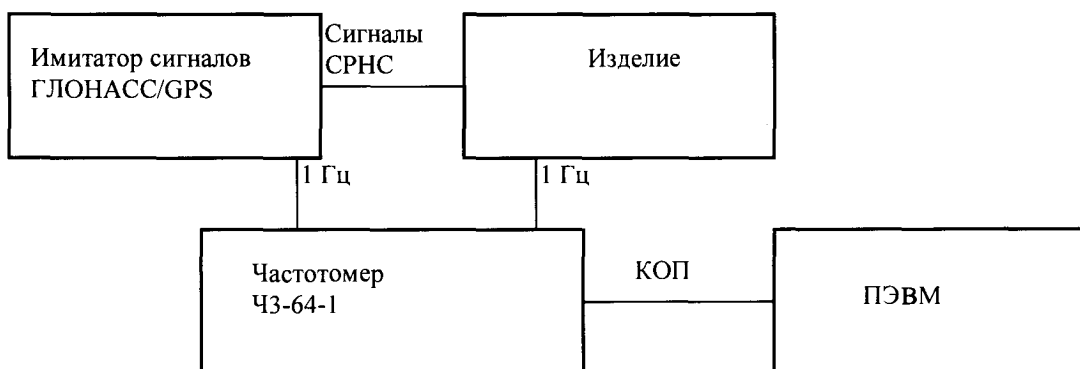 Имитатор сигналов
ГЛОНАСС/GPS
Сигналы
СРНС
Изделие
1 Гц
1 Гц
Частотомер
Ч3-64-1
КОП
ПЭВМ